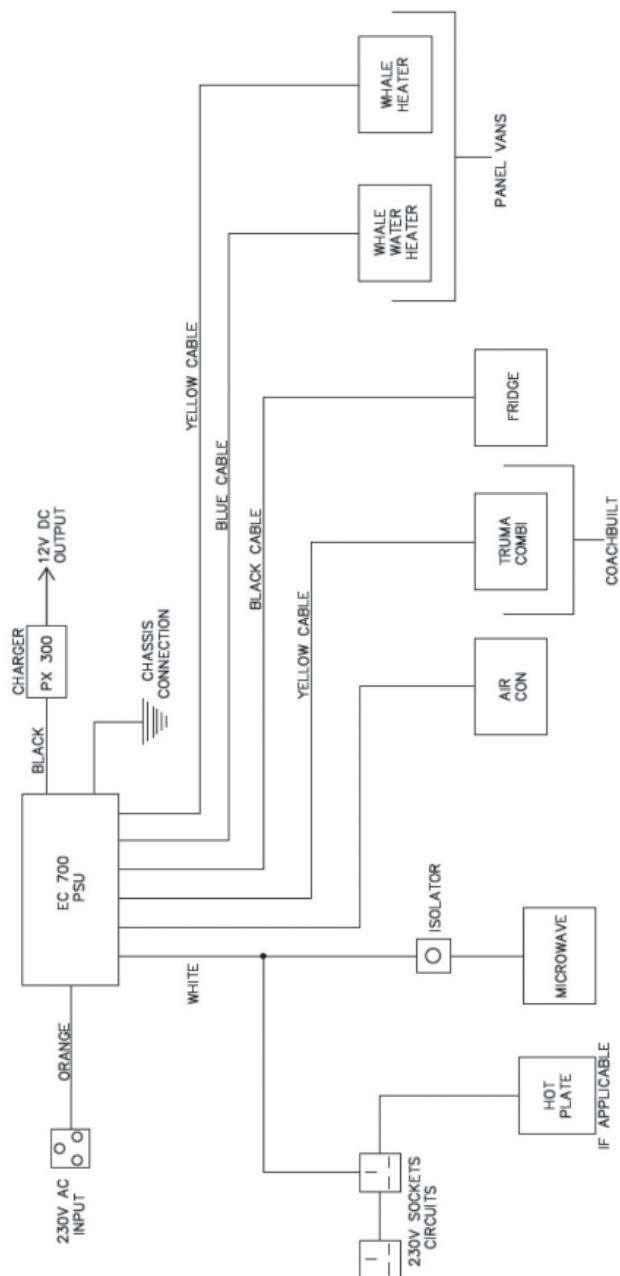 230V AC
INPUT
ORANGE
EC 700
PSU
BLACK
CHARGER
PX 300
12V DC
OUTPUT
CHASSIS
CONNECTION
WHITE
YELLOW CABLE
BLUE CABLE
BLACK CABLE
YELLOW CABLE
230V SOCKETS
CIRCUITS
HOT
PLATE
IF APPLICABLE
ISOLATOR
MICROWAVE
AIR
CON
TRUMA
COMBI
COACHBUILT
FRIDGE
WHALE
WATER
HEATER
WHALE
HEATER
PANEL VANS